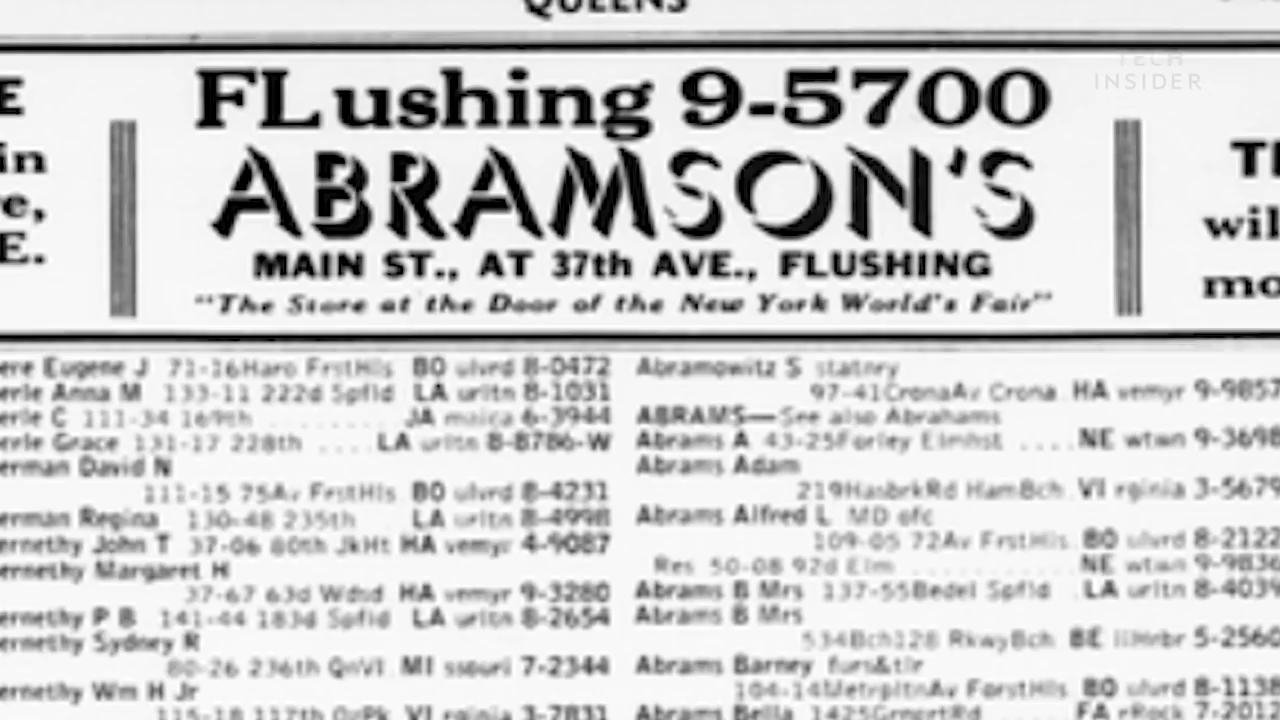 QUEENS
TECH
INSIDER
E
in
e,
E.
FLushing 9-5700
ABRAMSON'S
MAIN ST., AT 37th AVE., FLUSHING
"The Store at the Door of the New York World's Fair"
wil
mo
ere Eugene J 71-16Haro FrstHls BO ulvrd 8-0472
erle Anna M 133-11 222d Spfld LA urltn 8-1031
erle C 111-34 169th ........ JA maica 6-3944
erle Grace 131-17 228th .... LA urltn 8-8786-W
erman David N
111-15 75Av FrstHls BO ulvrd 8-4231
erman Regina 130-48 235th LA urltn 8-4998
ernethy John T 37-06 80th JkHt HA vemyr 4-9087
ernethy Margaret H
37-67 63d Wdsd HA vemyr 9-3280
ernethy P B 141-44 183d Spfld LA urltn 8-2654
ernethy Sydney R
80-26 236th QnVl MI ssouri 7-2344
ernethy Wm H Jr
115-18 117th OzPk VI rginia 3-7831
Abramowitz S statnry
97-41CronaAv Crona HA vemyr 9-9857
ABRAMS—See also Abrahams
Abrams A 43-25Forley Elmhst .... NE wtwn 9-3698
Abrams Adam
219HasbrkRd HamBch VI rginia 3-5679
Abrams Alfred L MD ofc
109-05 72Av FrstHls BO ulvrd 8-2122
Res 50-08 92d Elm ........... NE wtwn 9-9836
Abrams B Mrs 137-55Bedel Spfld LA urltn 8-4039
Abrams B Mrs
534Bch128 RkwyBch BE llHrbr 5-2560
Abrams Barney furs&tlr
104-14MetrpltnAv ForstHls BO ulvrd 8-1138
Abrams Bella FA rRock 7-2012